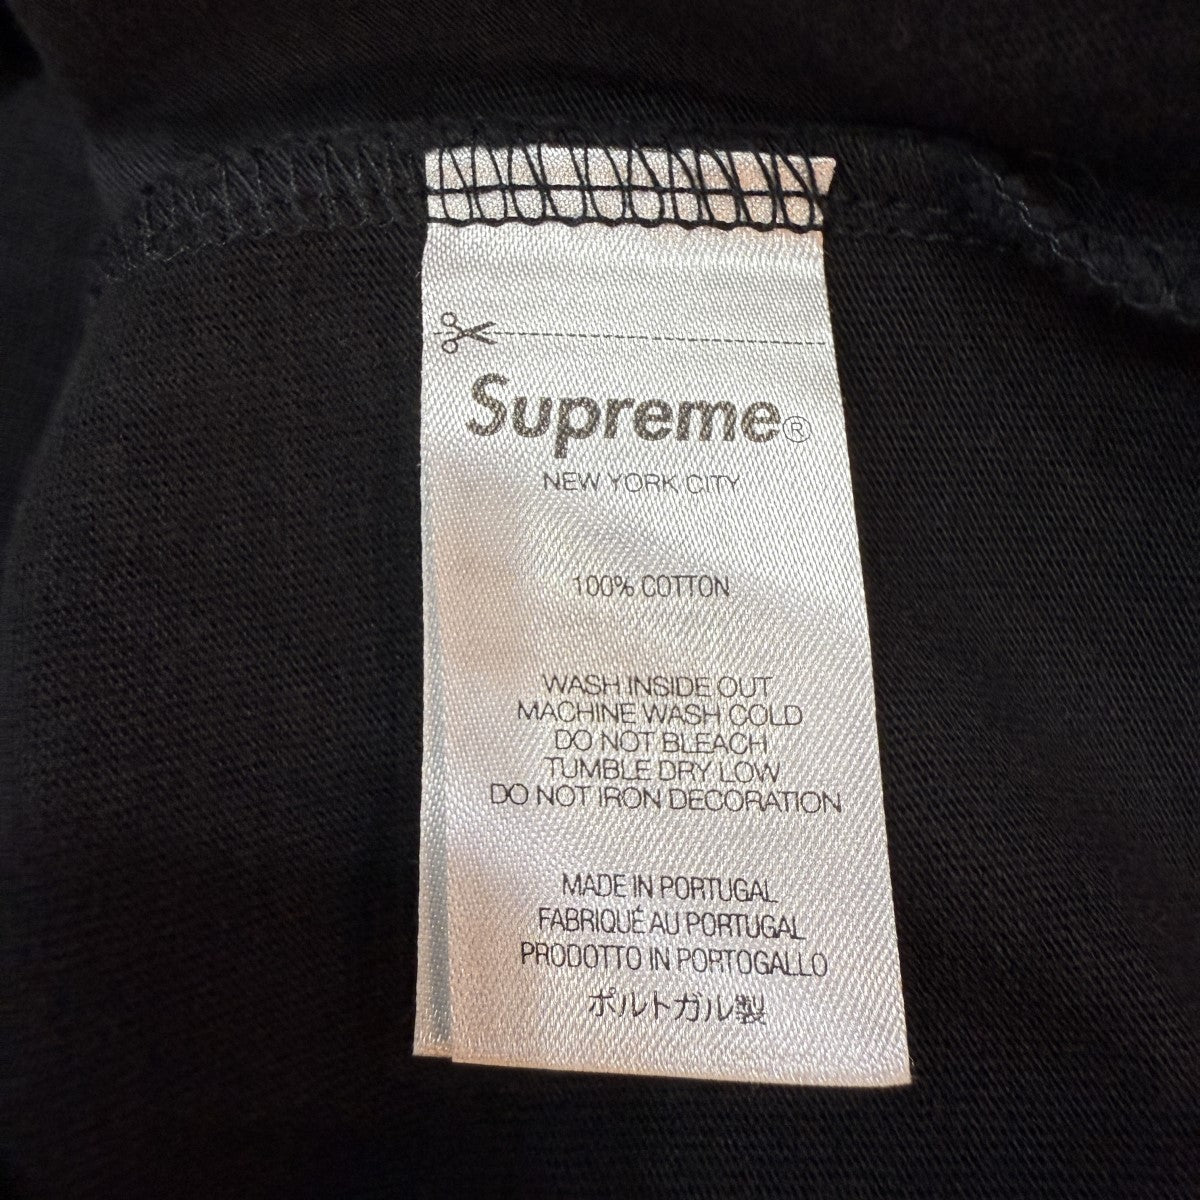 Supreme®
NEW YORK CITY
100% COTTON
WASH INSIDE OUT
MACHINE WASH COLD
DO NOT BLEACH
TUMBLE DRY LOW
DO NOT IRON DECORATION
MADE IN PORTUGAL
FABRIQUÉ AU PORTUGAL
PRODOTTO IN PORTOGALLO
ポルトガル製